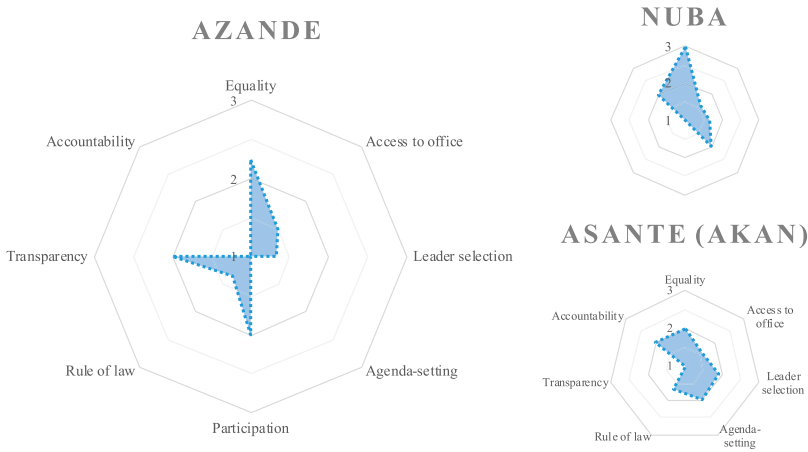 AZANDE
Equality
3
Accountability
Access to office
2
Transparency
1
Leader selection
Rule of law
Agenda-setting
Participation
NUBA
3
2
1
ASANTE (AKAN)
Equality
3
Accountability
Access to
office
2
1
Transparency
Leader
selection
Rule of law
Agenda-
setting